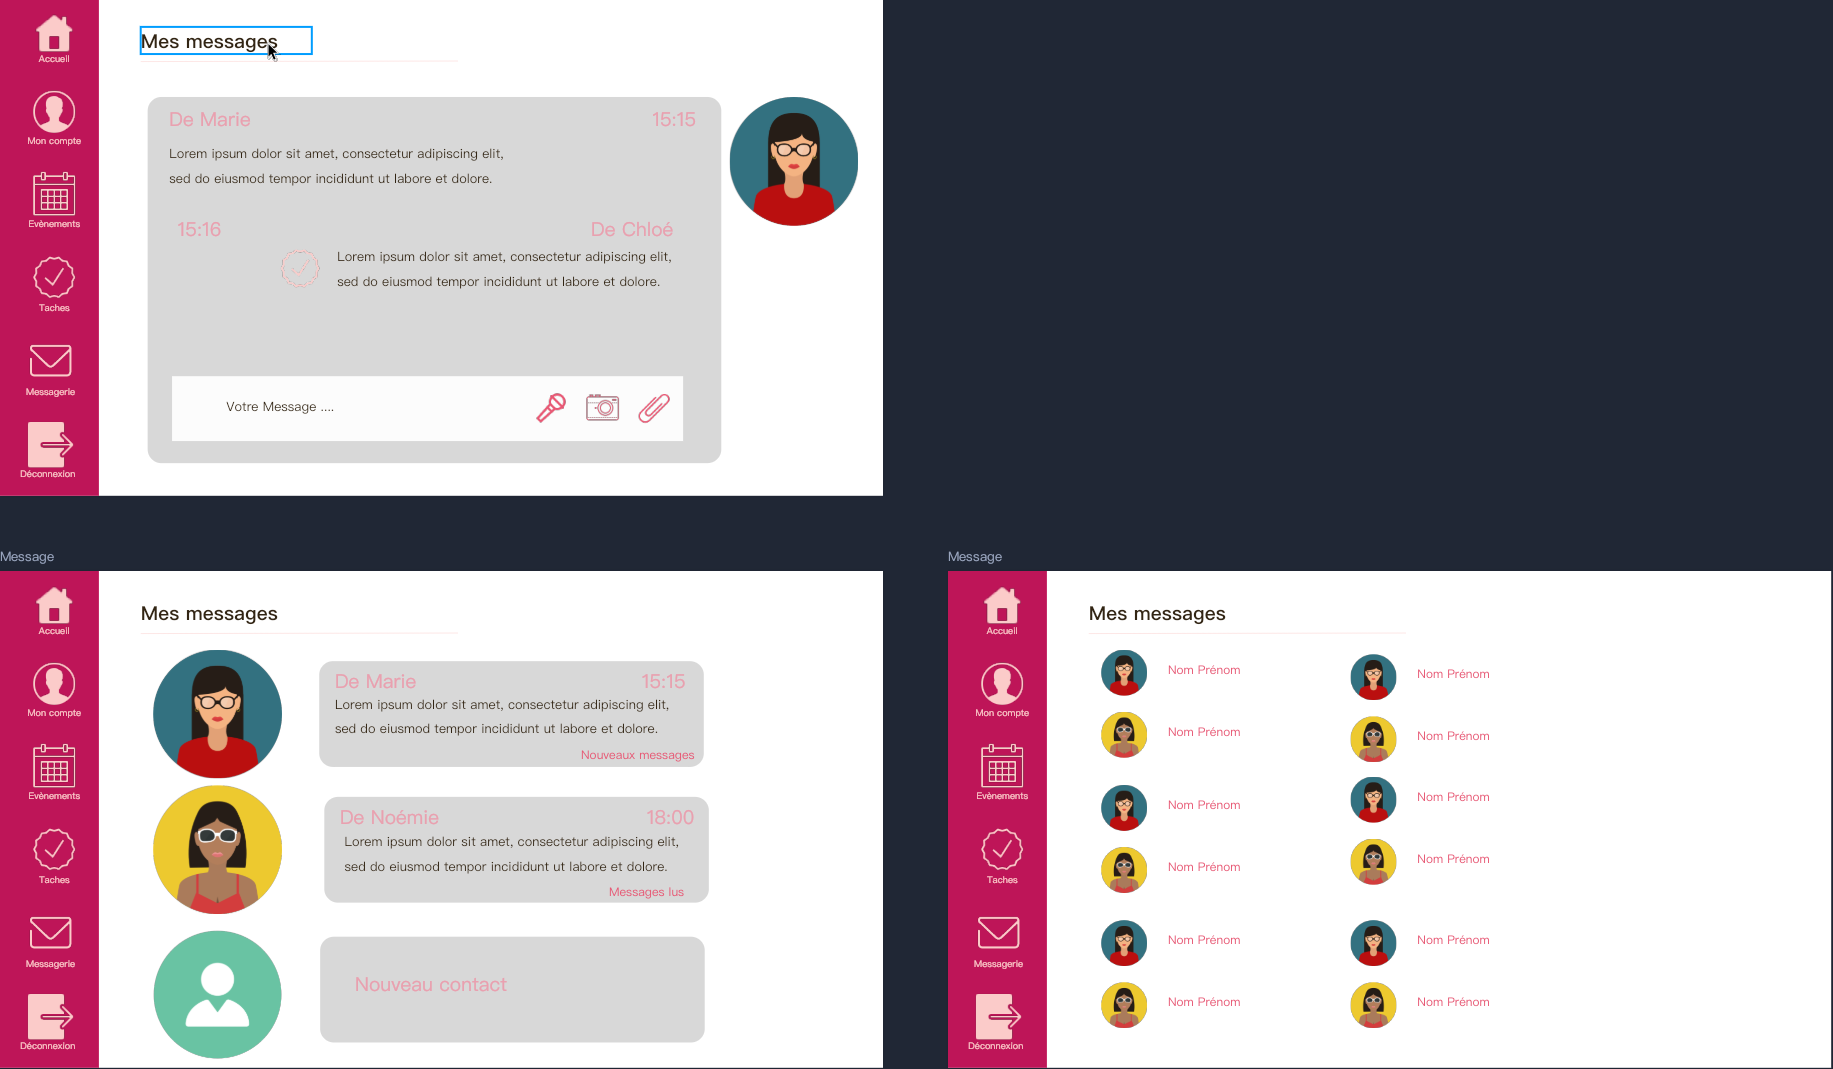 Accueil
Mon compte
Evènements
Taches
Messagerie
Déconnexion
Mes messages
De Marie 15:15
Lorem ipsum dolor sit amet, consectetur adipiscing elit,
sed do eiusmod tempor incididunt ut labore et dolore.
15:16 De Chloé
Lorem ipsum dolor sit amet, consectetur adipiscing elit,
sed do eiusmod tempor incididunt ut labore et dolore.
Votre Message ....
Message
Accueil
Mon compte
Evènements
Taches
Messagerie
Déconnexion
Mes messages
De Marie 15:15
Lorem ipsum dolor sit amet, consectetur adipiscing elit,
sed do eiusmod tempor incididunt ut labore et dolore.
Nouveaux messages
De Noémie 18:00
Lorem ipsum dolor sit amet, consectetur adipiscing elit,
sed do eiusmod tempor incididunt ut labore et dolore.
Messages lus
Nouveau contact
Message
Accueil
Mon compte
Evènements
Taches
Messagerie
Déconnexion
Mes messages
Nom Prénom
Nom Prénom
Nom Prénom
Nom Prénom
Nom Prénom
Nom Prénom
Nom Prénom
Nom Prénom
Nom Prénom
Nom Prénom
Nom Prénom
Nom Prénom